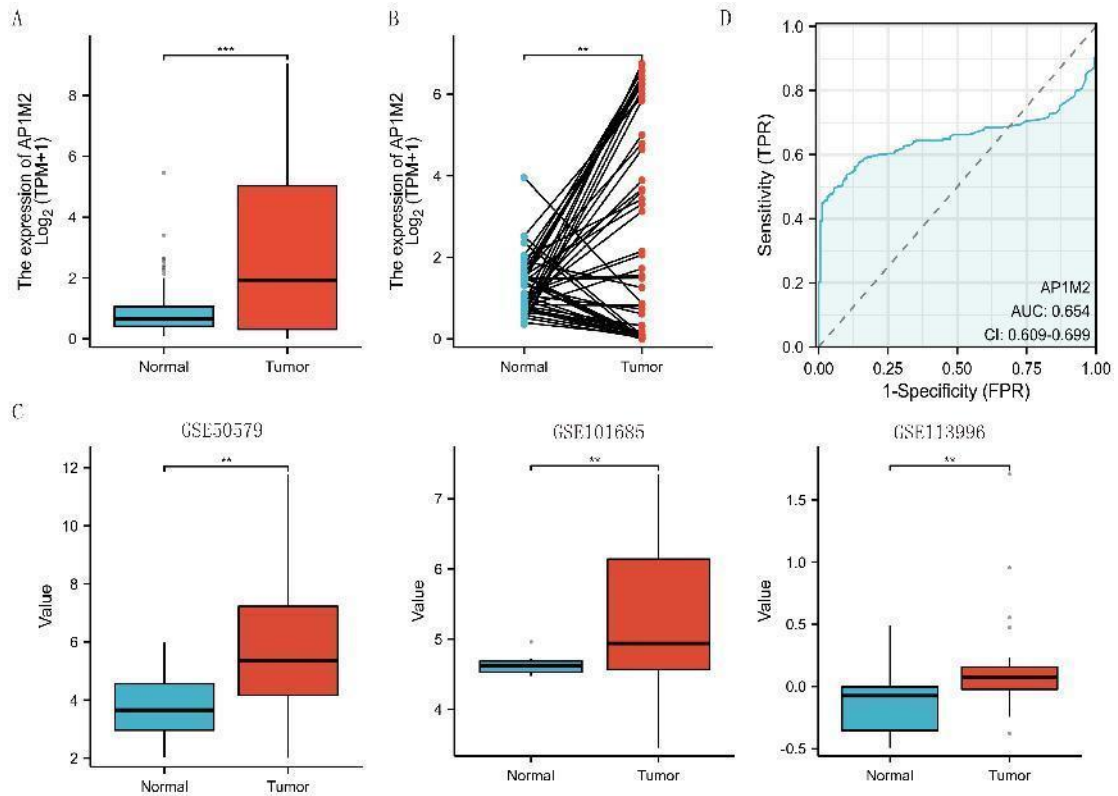 A
***
The expression of AP1M2
Log2 (TPM+1)
8
6
4
2
0
Normal
Tumor
B
**
The expression of AP1M2
Log2 (TPM+1)
6
4
2
0
Normal
Tumor
D
1.0
0.8
0.6
0.4
0.2
0.0
Sensitivity (TPR)
AP1M2
AUC: 0.654
CI: 0.609-0.699
0.00
0.25
0.50
0.75
1.00
1-Specificity (FPR)
C
GSE50579
**
Value
12
10
8
6
4
2
Normal
Tumor
GSE101685
**
Value
7
6
5
4
Normal
Tumor
GSE113996
**
Value
1.5
1.0
0.5
0.0
-0.5
Normal
Tumor